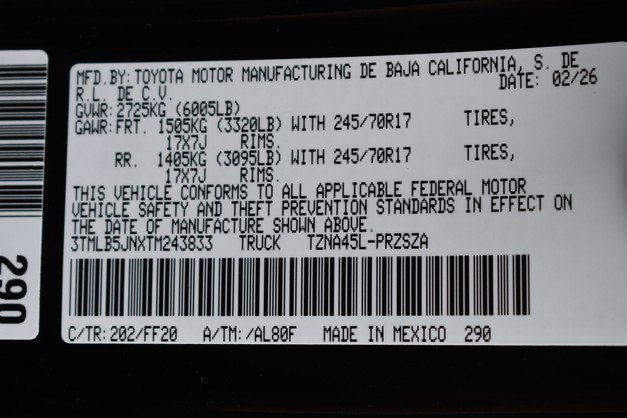 MFD.BY:TOYOTA MOTOR MANUFACTURING DE BAJA CALIFORNIA, S. DE
R.L. DE C.V. DATE: 02/26
GVWR:2725KG (6005LB)
GAWR:FRT. 1505KG (3320LB) WITH 245/70R17 TIRES,
17X7J RIMS.
RR. 1405KG (3095LB) WITH 245/70R17 TIRES,
17X7J RIMS.
THIS VEHICLE CONFORMS TO ALL APPLICABLE FEDERAL MOTOR
VEHICLE SAFETY AND THEFT PREVENTION STANDARDS IN EFFECT ON
THE DATE OF MANUFACTURE SHOWN ABOVE.
3TMLB5JNXTM243833 TRUCK TZNA45L-PRZSZA
C/TR:202/FF20 A/TM:/AL80F MADE IN MEXICO 290
290